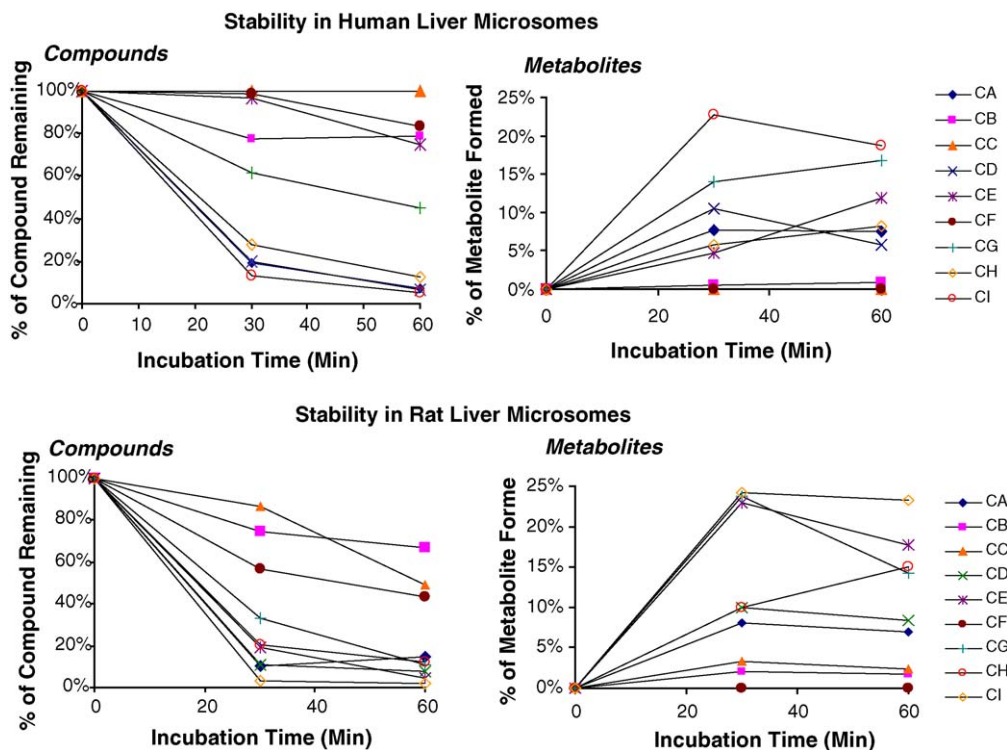 Stability in Human Liver Microsomes
Compounds
% of Compound Remaining
100%
80%
60%
40%
20%
0%
0 10 20 30 40 50 60
Incubation Time (Min)
Metabolites
% of Metabolite Formed
25%
20%
15%
10%
5%
0%
0 20 40 60
Incubation Time (Min)
CA
CB
CC
CD
CE
CF
CG
CH
CI
Stability in Rat Liver Microsomes
Compounds
% of Compound Remaining
100%
80%
60%
40%
20%
0%
0 20 40 60
Incubation Time (Min)
Metabolites
% of Metabolite Forme
25%
20%
15%
10%
5%
0%
0 20 40 60
Incubation Time (Min)
CA
CB
CC
CD
CE
CF
CG
CH
CI